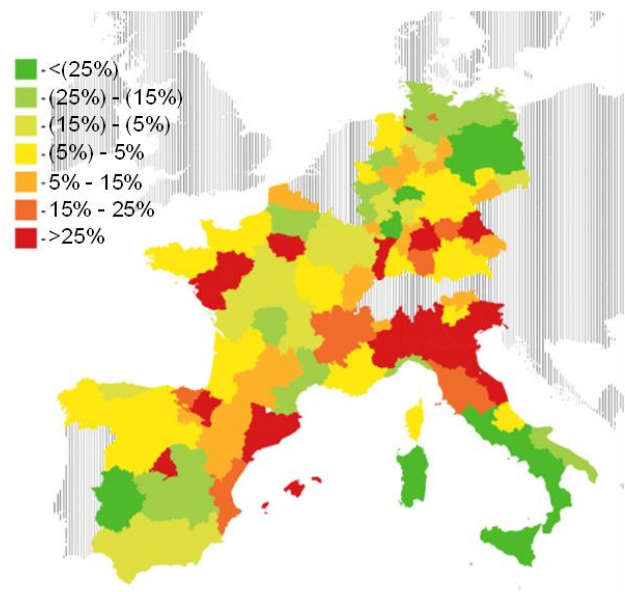 - <(25%)
- (25%) - (15%)
- (15%) - (5%)
- (5%) - 5%
- 5% - 15%
- 15% - 25%
- >25%